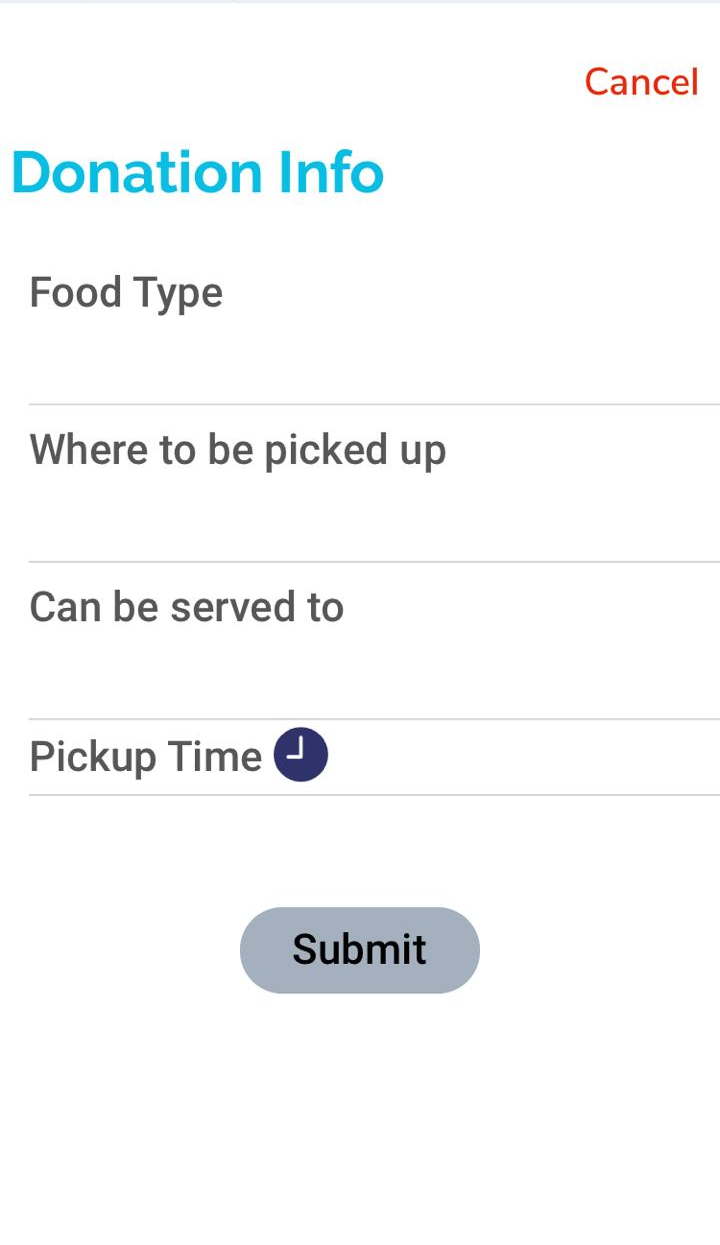 Cancel
Donation Info
Food Type
Where to be picked up
Can be served to
Pickup Time
Submit